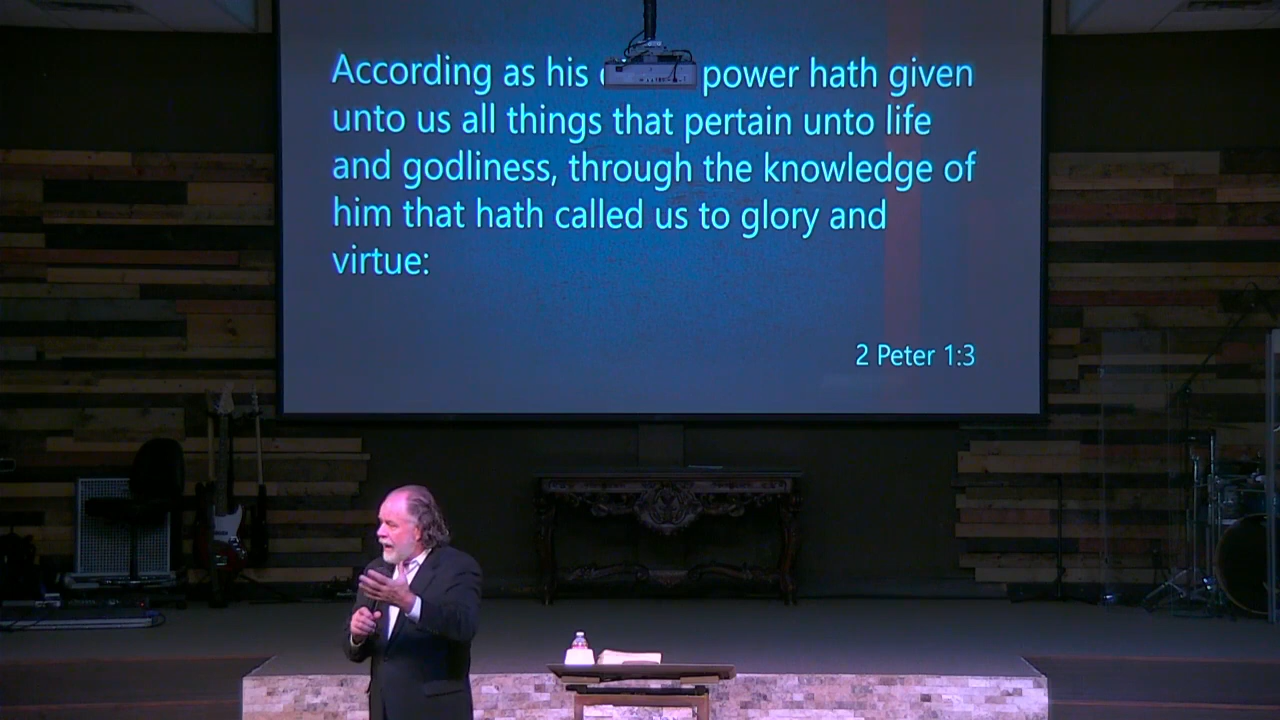 According as his power hath given
unto us all things that pertain unto life
and godliness, through the knowledge of
him that hath called us to glory and
virtue:
2 Peter 1:3